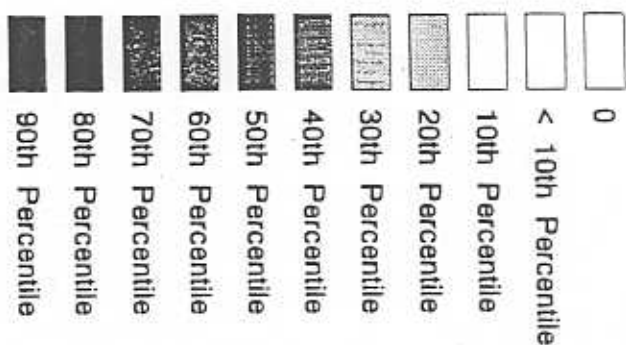 0
< 10th Percentile
10th Percentile
20th Percentile
30th Percentile
40th Percentile
50th Percentile
60th Percentile
70th Percentile
80th Percentile
90th Percentile